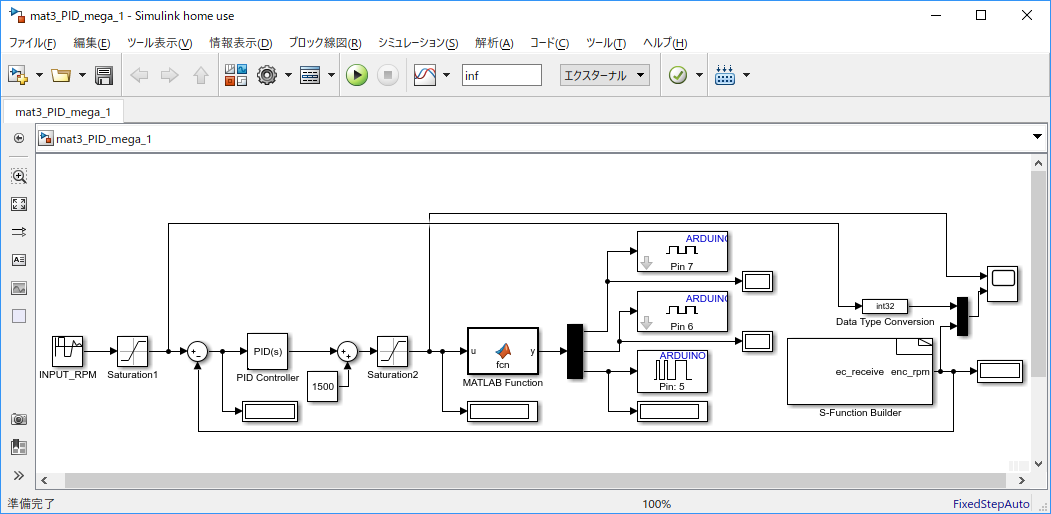 mat3_PID_mega_1 - Simulink home use
ファイル(F) 編集(E) ツール表示(V) 情報表示(D) ブロック線図(R) シミュレーション(S) 解析(A) コード(C) ツール(T) ヘルプ(H)
inf エクスターナル
mat3_PID_mega_1
mat3_PID_mega_1
ARDUINO
Pin 7
ARDUINO
Pin 6
int32
Data Type Conversion
INPUT_RPM
Saturation1
PID(s)
PID Controller
1500
Saturation2
u
fcn
y
MATLAB Function
ARDUINO
Pin: 5
ec_receive enc_rpm
S-Function Builder
準備完了 100% FixedStepAuto